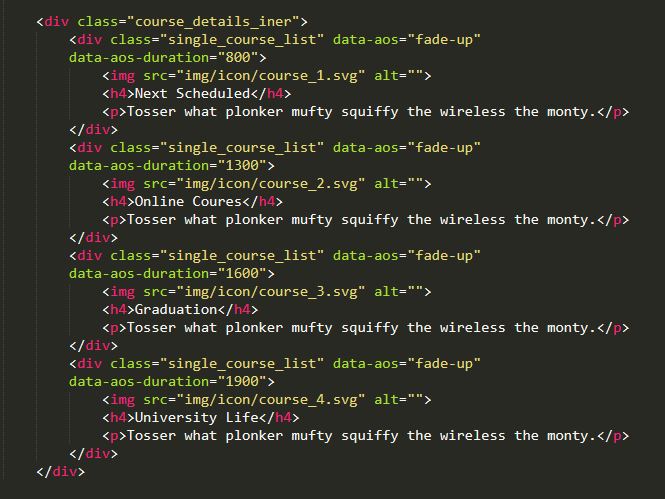 <div class="course_details_iner">
<div class="single_course_list" data-aos="fade-up"
data-aos-duration="800">
<img src="img/icon/course_1.svg" alt="">
<h4>Next Scheduled</h4>
<p>Tosser what plonker mufty squiffy the wireless the monty.</p>
</div>
<div class="single_course_list" data-aos="fade-up"
data-aos-duration="1300">
<img src="img/icon/course_2.svg" alt="">
<h4>Online Coures</h4>
<p>Tosser what plonker mufty squiffy the wireless the monty.</p>
</div>
<div class="single_course_list" data-aos="fade-up"
data-aos-duration="1600">
<img src="img/icon/course_3.svg" alt="">
<h4>Graduation</h4>
<p>Tosser what plonker mufty squiffy the wireless the monty.</p>
</div>
<div class="single_course_list" data-aos="fade-up"
data-aos-duration="1900">
<img src="img/icon/course_4.svg" alt="">
<h4>University Life</h4>
<p>Tosser what plonker mufty squiffy the wireless the monty.</p>
</div>
</div>